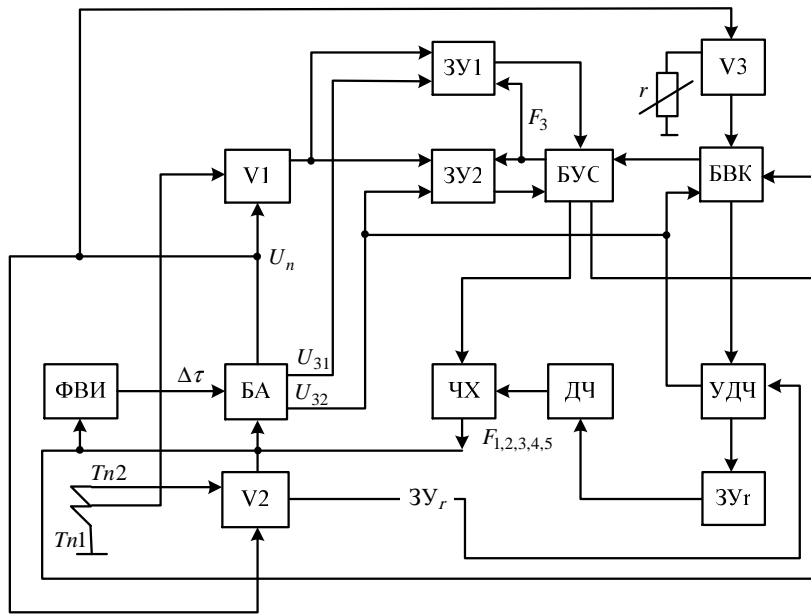 ЗУ1
V3
r
F3
V1
ЗУ2
БУС
БВК
Un
U31
ФВИ
Δτ
БА
U32
ЧХ
ДЧ
УДЧ
F1,2,3,4,5
Tn2
V2
ЗУr
ЗУr
Tn1